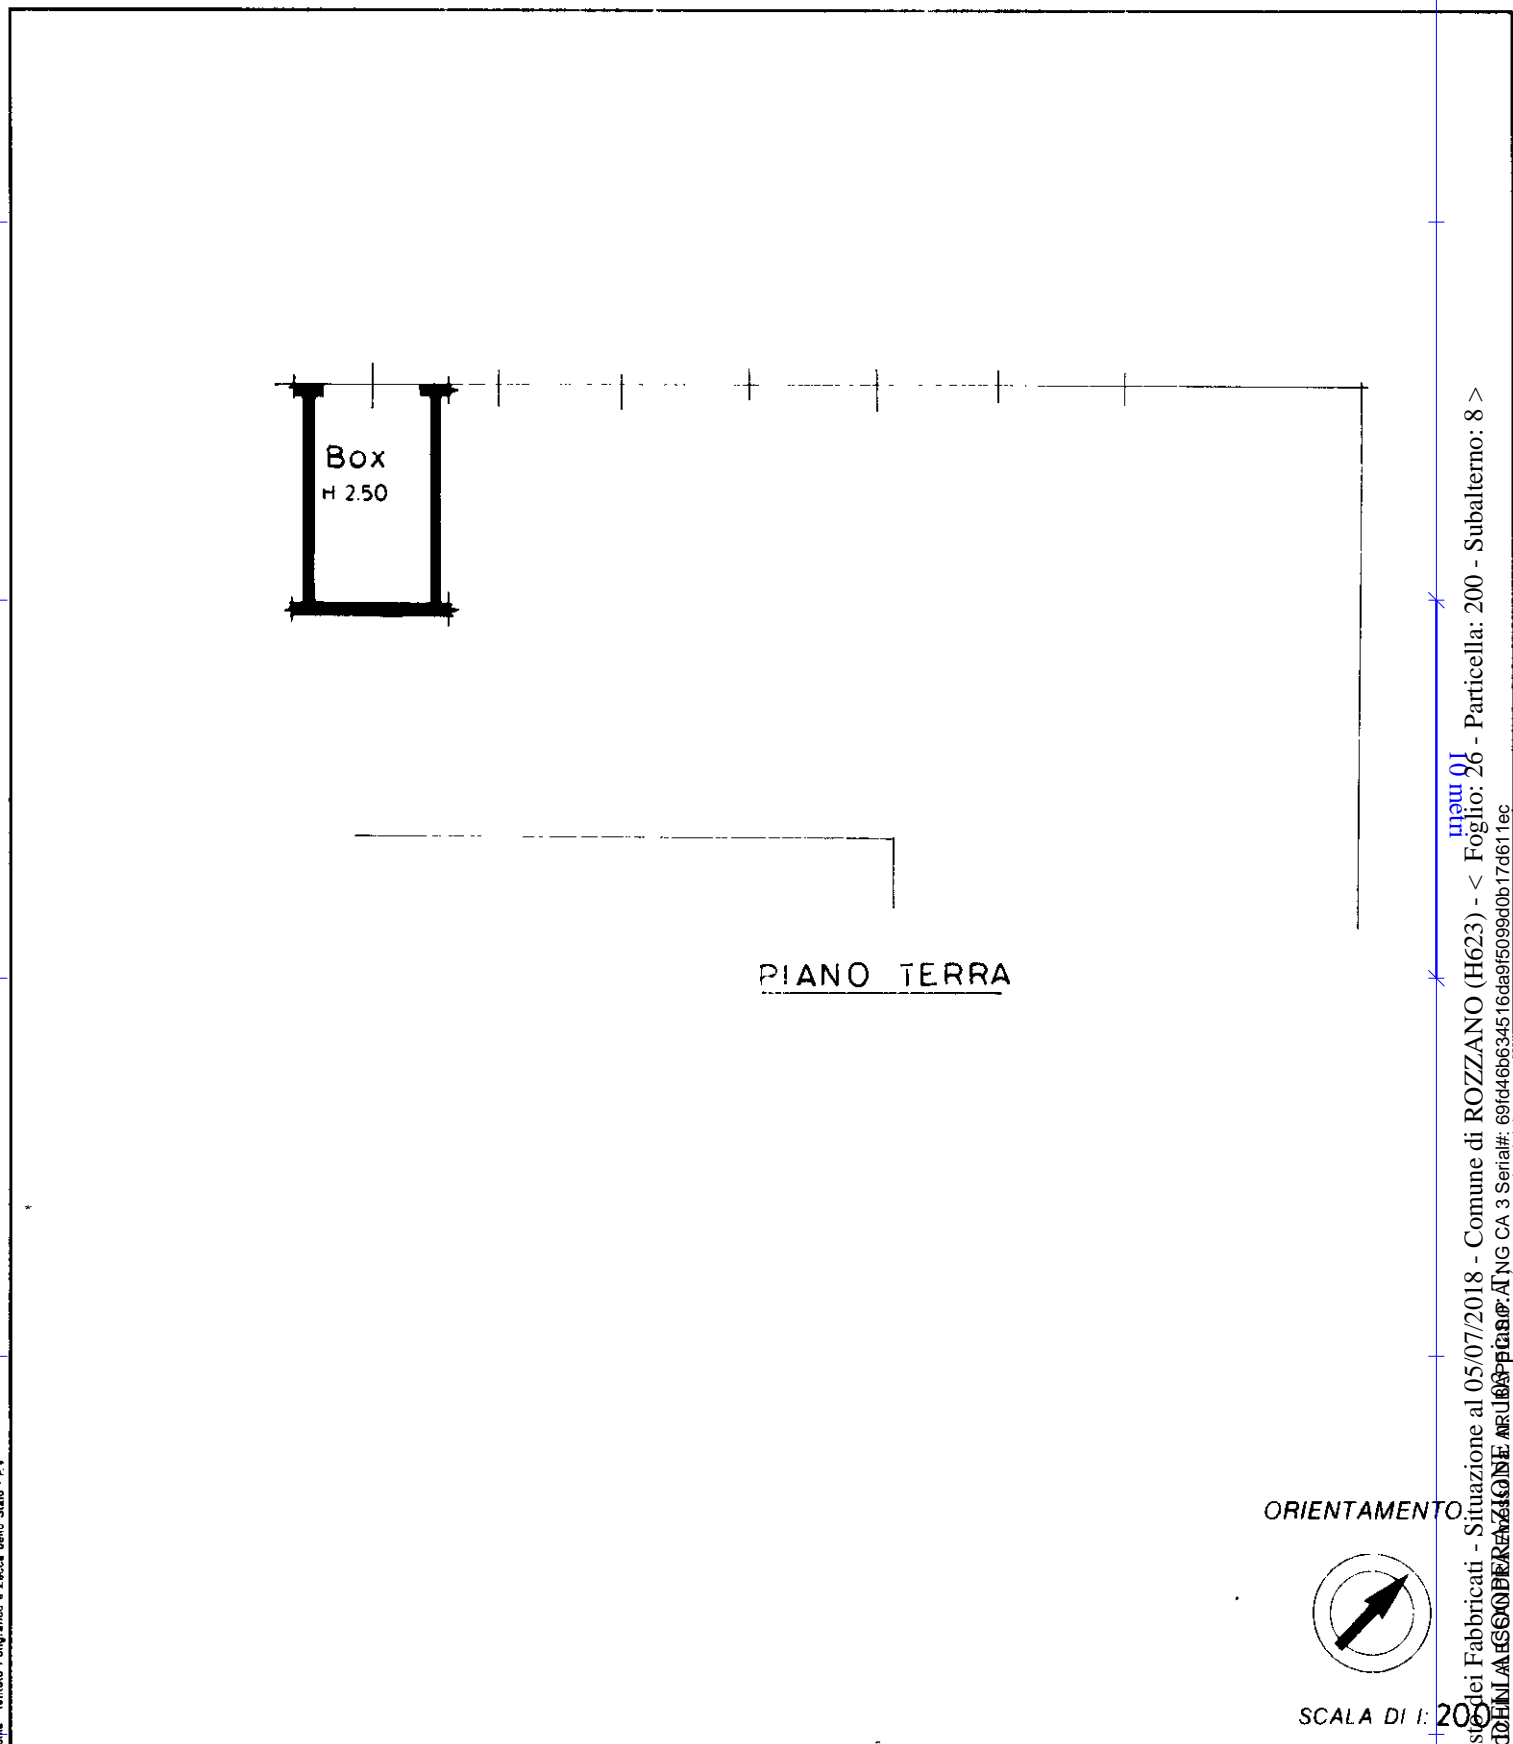 Box
H 2.50
PIANO TERRA
ORIENTAMENTO
SCALA DI 1: 200
10 metri
dei Fabbricati - Situazione al 05/07/2018 - Comune di ROZZANO (H623) - < Foglio: 26 - Particella: 200 - Subalterno: 8 >
NG CA 3 Serial#: 69fd46b634516da9f5099d0b17d611ec